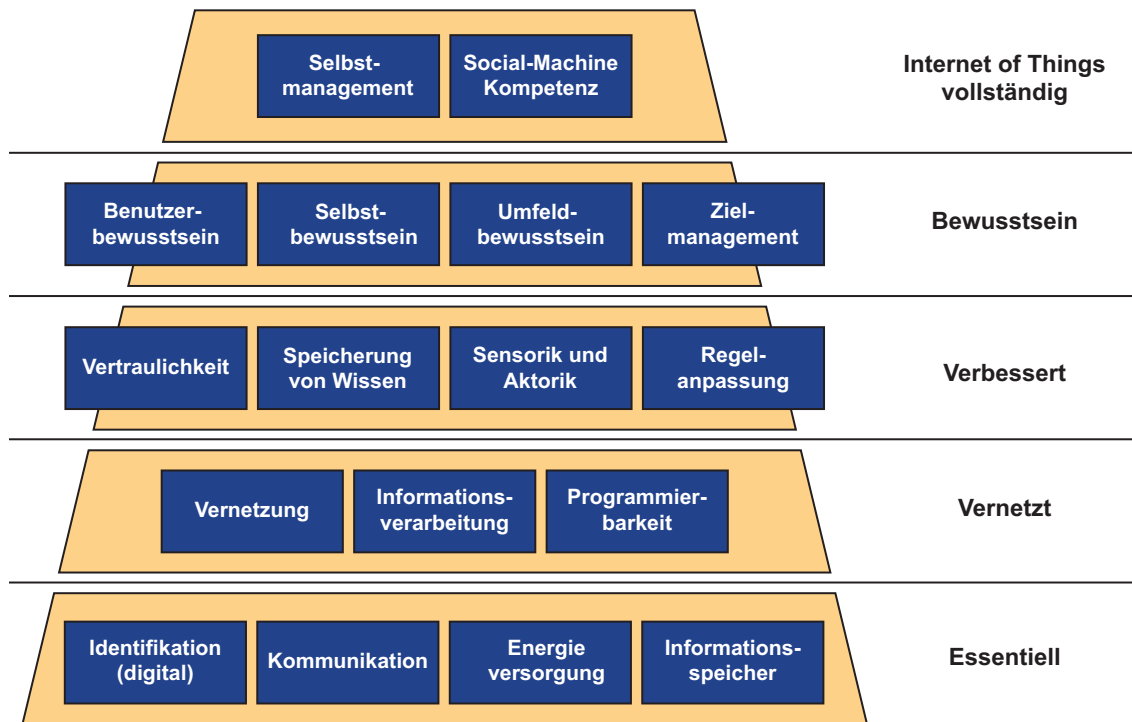 Selbst-
management
Social-Machine
Kompetenz
Internet of Things
vollständig
Benutzer-
bewusstsein
Selbst-
bewusstsein
Umfeld-
bewusstsein
Ziel-
management
Bewusstsein
Vertraulichkeit
Speicherung
von Wissen
Sensorik und
Aktorik
Regel-
anpassung
Verbessert
Vernetzung
Informations-
verarbeitung
Programmier-
barkeit
Vernetzt
Identifikation
(digital)
Kommunikation
Energie
versorgung
Informations-
speicher
Essentiell